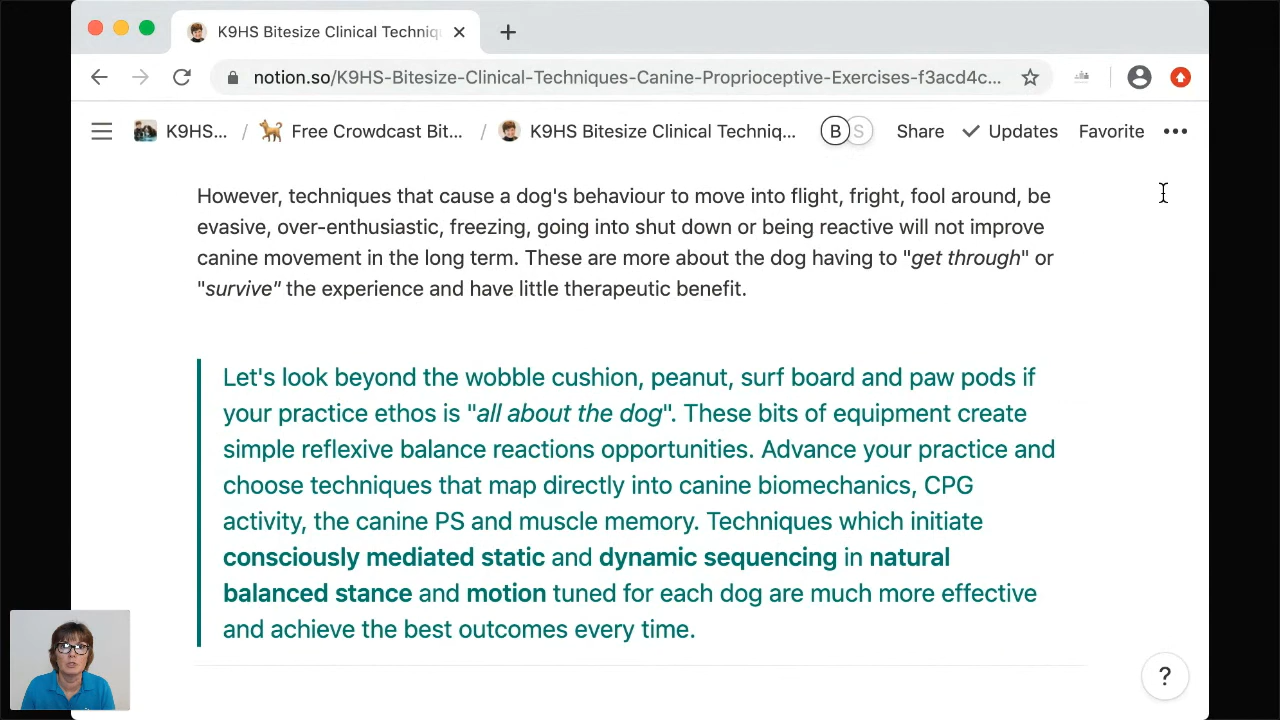 K9HS Bitesize Clinical Techniq
notion.so/K9HS-Bitesize-Clinical-Techniques-Canine-Proprioceptive-Exercises-f3acd4c...
K9HS... / Free Crowdcast Bit... / K9HS Bitesize Clinical Techniq... B S Share Updates Favorite •••
However, techniques that cause a dog's behaviour to move into flight, fright, fool around, be
evasive, over-enthusiastic, freezing, going into shut down or being reactive will not improve
canine movement in the long term. These are more about the dog having to "get through" or
"survive" the experience and have little therapeutic benefit.
Let's look beyond the wobble cushion, peanut, surf board and paw pods if
your practice ethos is "all about the dog". These bits of equipment create
simple reflexive balance reactions opportunities. Advance your practice and
choose techniques that map directly into canine biomechanics, CPG
activity, the canine PS and muscle memory. Techniques which initiate
consciously mediated static and dynamic sequencing in natural
balanced stance and motion tuned for each dog are much more effective
and achieve the best outcomes every time.
?